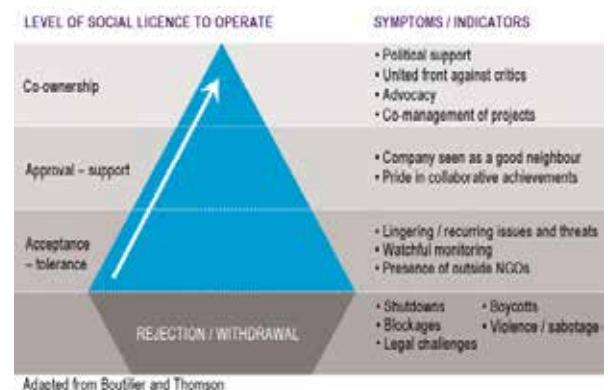 LEVEL OF SOCIAL LICENCE TO OPERATE
SYMPTOMS / INDICATORS
Co-ownership
• Political support
• United front against critics
• Advocacy
• Co-management of projects
Approval – support
• Company seen as a good neighbour
• Pride in collaborative achievements
Acceptance
– tolerance
• Lingering / recurring issues and threats
• Watchful monitoring
• Presence of outside NGOs
REJECTION / WITHDRAWAL
• Shutdowns • Boycotts
• Blockages • Violence / sabotage
• Legal challenges
Adapted from Boutilier and Thomson